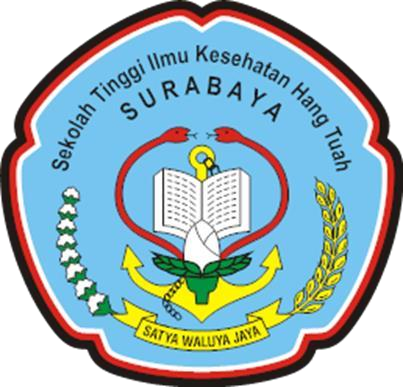 Sekolah Tinggi Ilmu Kesehatan Hang Tuah
SURABAYA
SATYA WALUYA JAYA